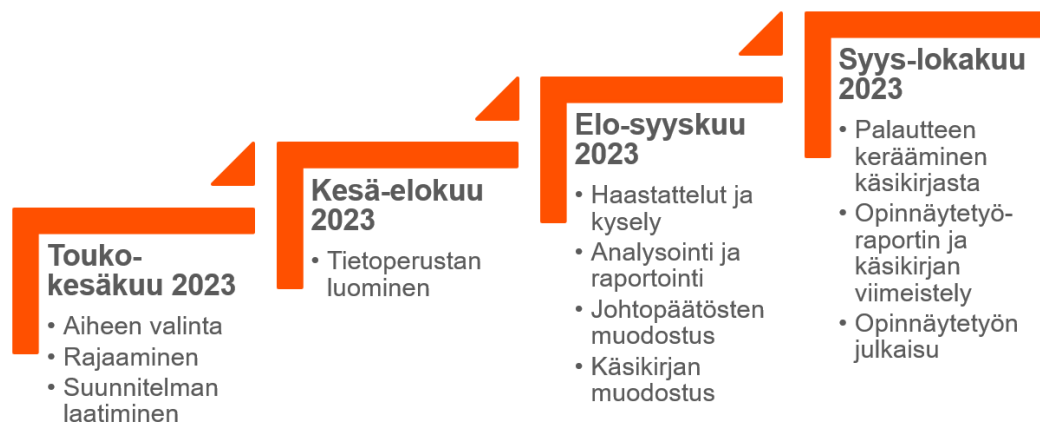 Touko-
kesäkuu 2023
• Aiheen valinta
• Rajaaminen
• Suunnitelman
laatiminen
Kesä-elokuu
2023
• Tietoperustan
luominen
Elo-syyskuu
2023
• Haastattelut ja
kysely
• Analysointi ja
raportointi
• Johtopäätösten
muodostus
• Käsikirjan
muodostus
Syys-lokakuu
2023
• Palautteen
kerääminen
käsikirjasta
• Opinnäytetyö-
raportin ja
käsikirjan
viimeistely
• Opinnäytetyön
julkaisu